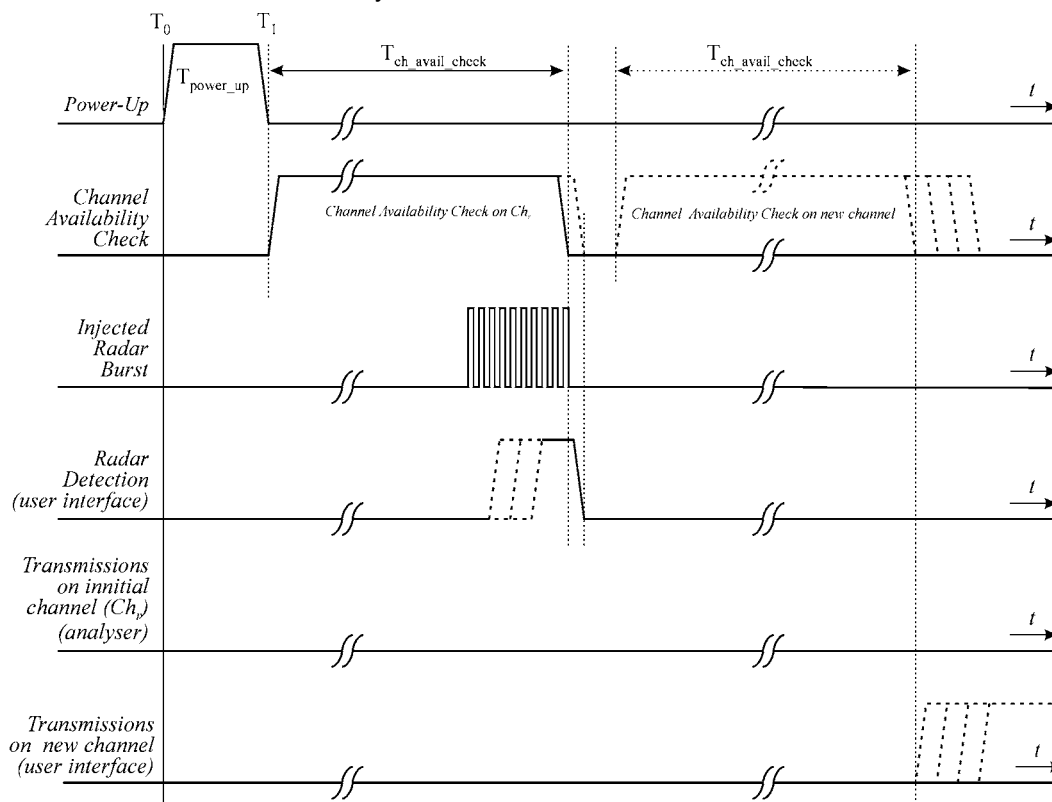 T0 T1
Tch_avail_check Tch_avail_check
Tpower_up
Power-Up
t
Channel
Availability
Check
Channel Availability Check on Chr
Channel Availability Check on new channel
t
Injected
Radar
Burst
t
Radar
Detection
(user interface)
t
Transmissions
on innitial
channel (Chr)
(analyser)
t
Transmissions
on new channel
(user interface)
t